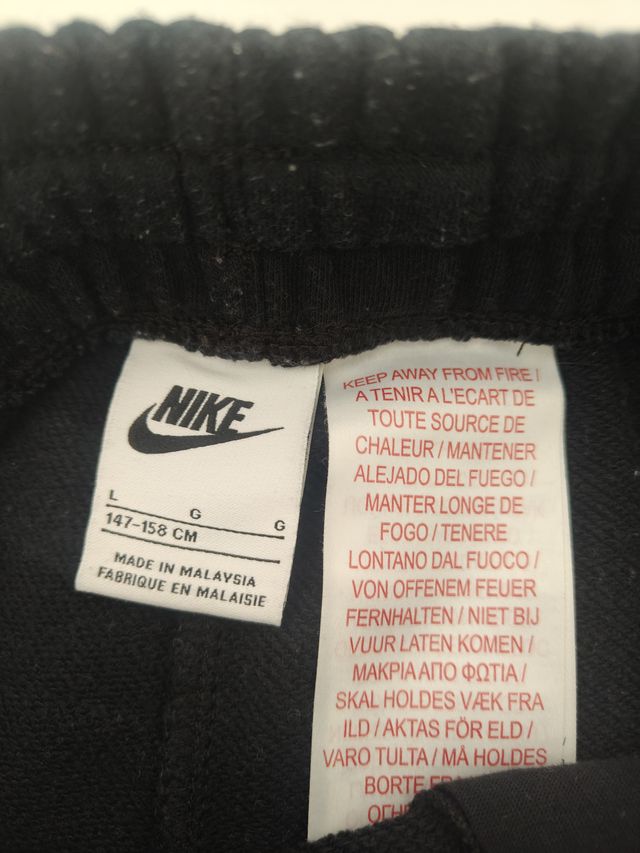 NIKE
L G G
147-158 CM
MADE IN MALAYSIA
FABRIQUE EN MALAISIE
KEEP AWAY FROM FIRE /
A TENIR A L'ECART DE
TOUTE SOURCE DE
CHALEUR / MANTENER
ALEJADO DEL FUEGO /
MANTER LONGE DE
FOGO / TENERE
LONTANO DAL FUOCO /
VON OFFENEM FEUER
FERNHALTEN / NIET BIJ
VUUR LATEN KOMEN /
ΜΑΚΡΙΑ ΑΠΟ ΦΩΤΙΑ /
SKAL HOLDES VÆK FRA
ILD / AKTAS FÖR ELD /
VARO TULTA / MÅ HOLDES
BORTE